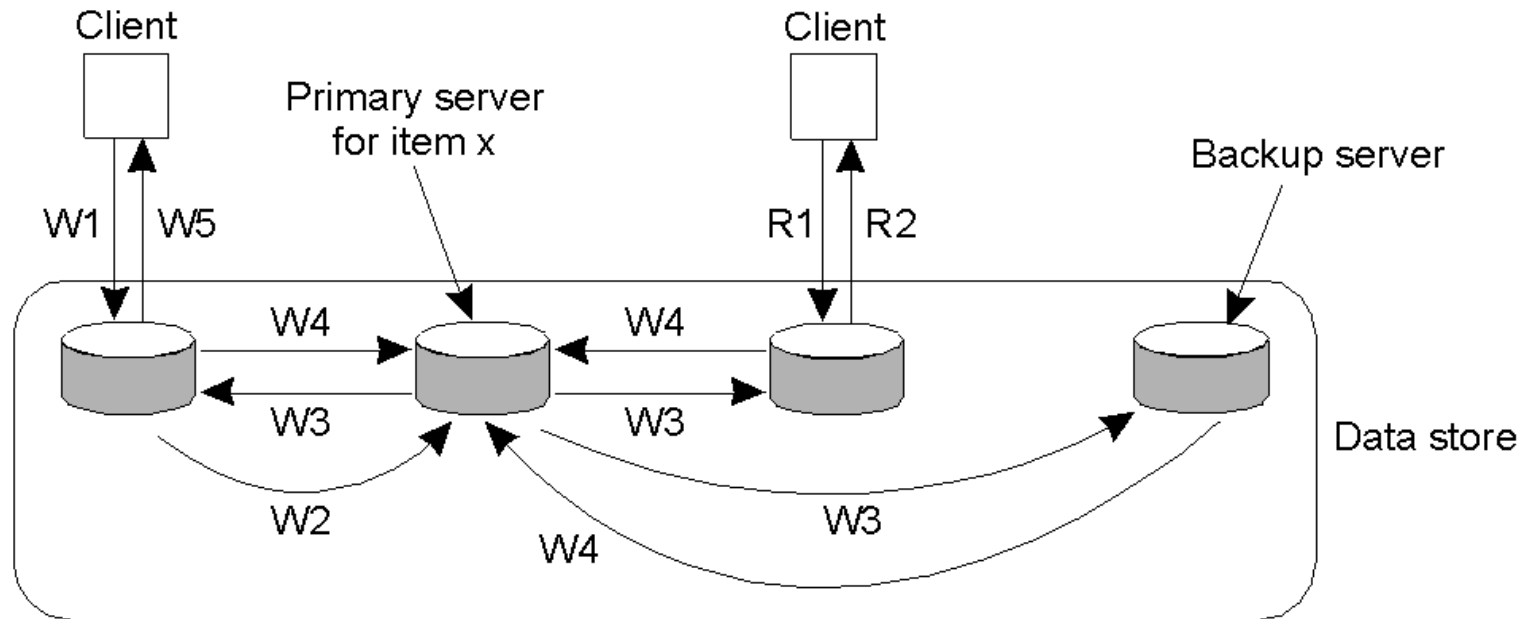 Client
Client
Primary server
for item x
Backup server
W1
W5
R1
R2
W4
W4
W3
W3
Data store
W2
W3
W4